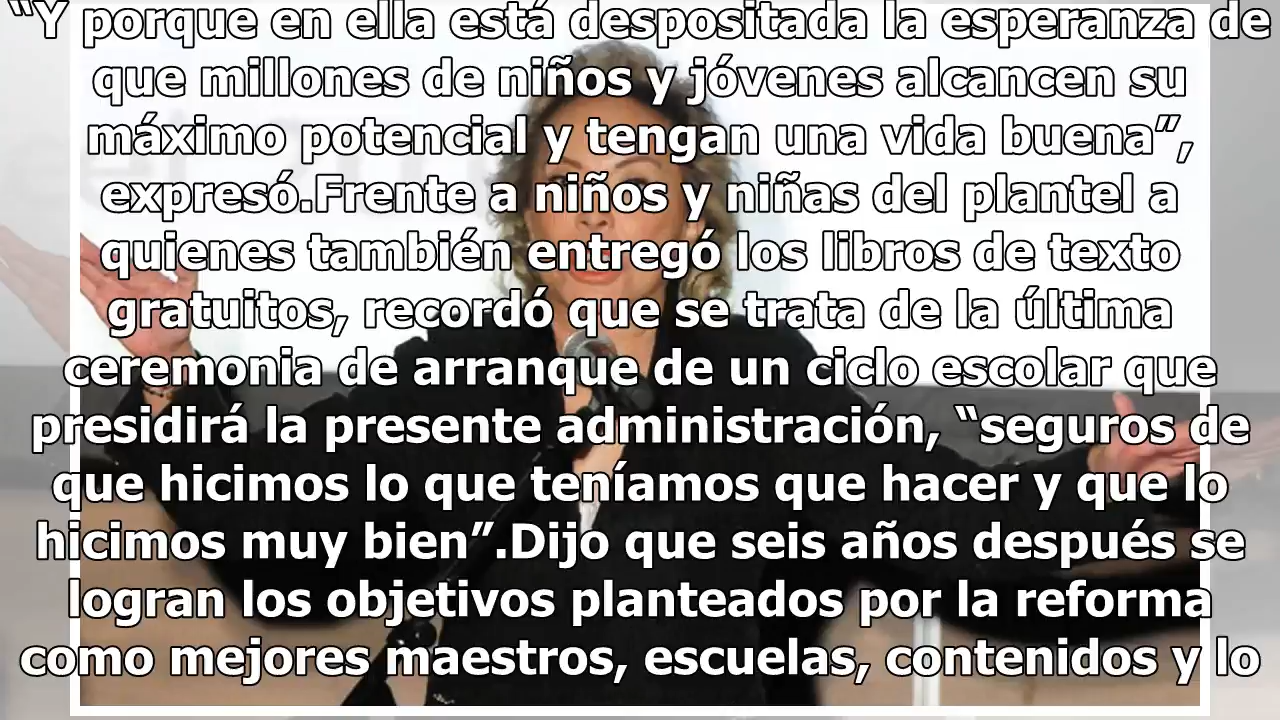 “Y porque en ella está despositada la esperanza de
que millones de niños y jóvenes alcancen su
máximo potencial y tengan una vida buena”,
expresó.Frente a niños y niñas del plantel a
quienes también entregó los libros de texto
gratuitos, recordó que se trata de la última
ceremonia de arranque de un ciclo escolar que
presidirá la presente administración, “seguros de
que hicimos lo que teníamos que hacer y que lo
hicimos muy bien”.Dijo que seis años después se
logran los objetivos planteados por la reforma
como mejores maestros, escuelas, contenidos y lo